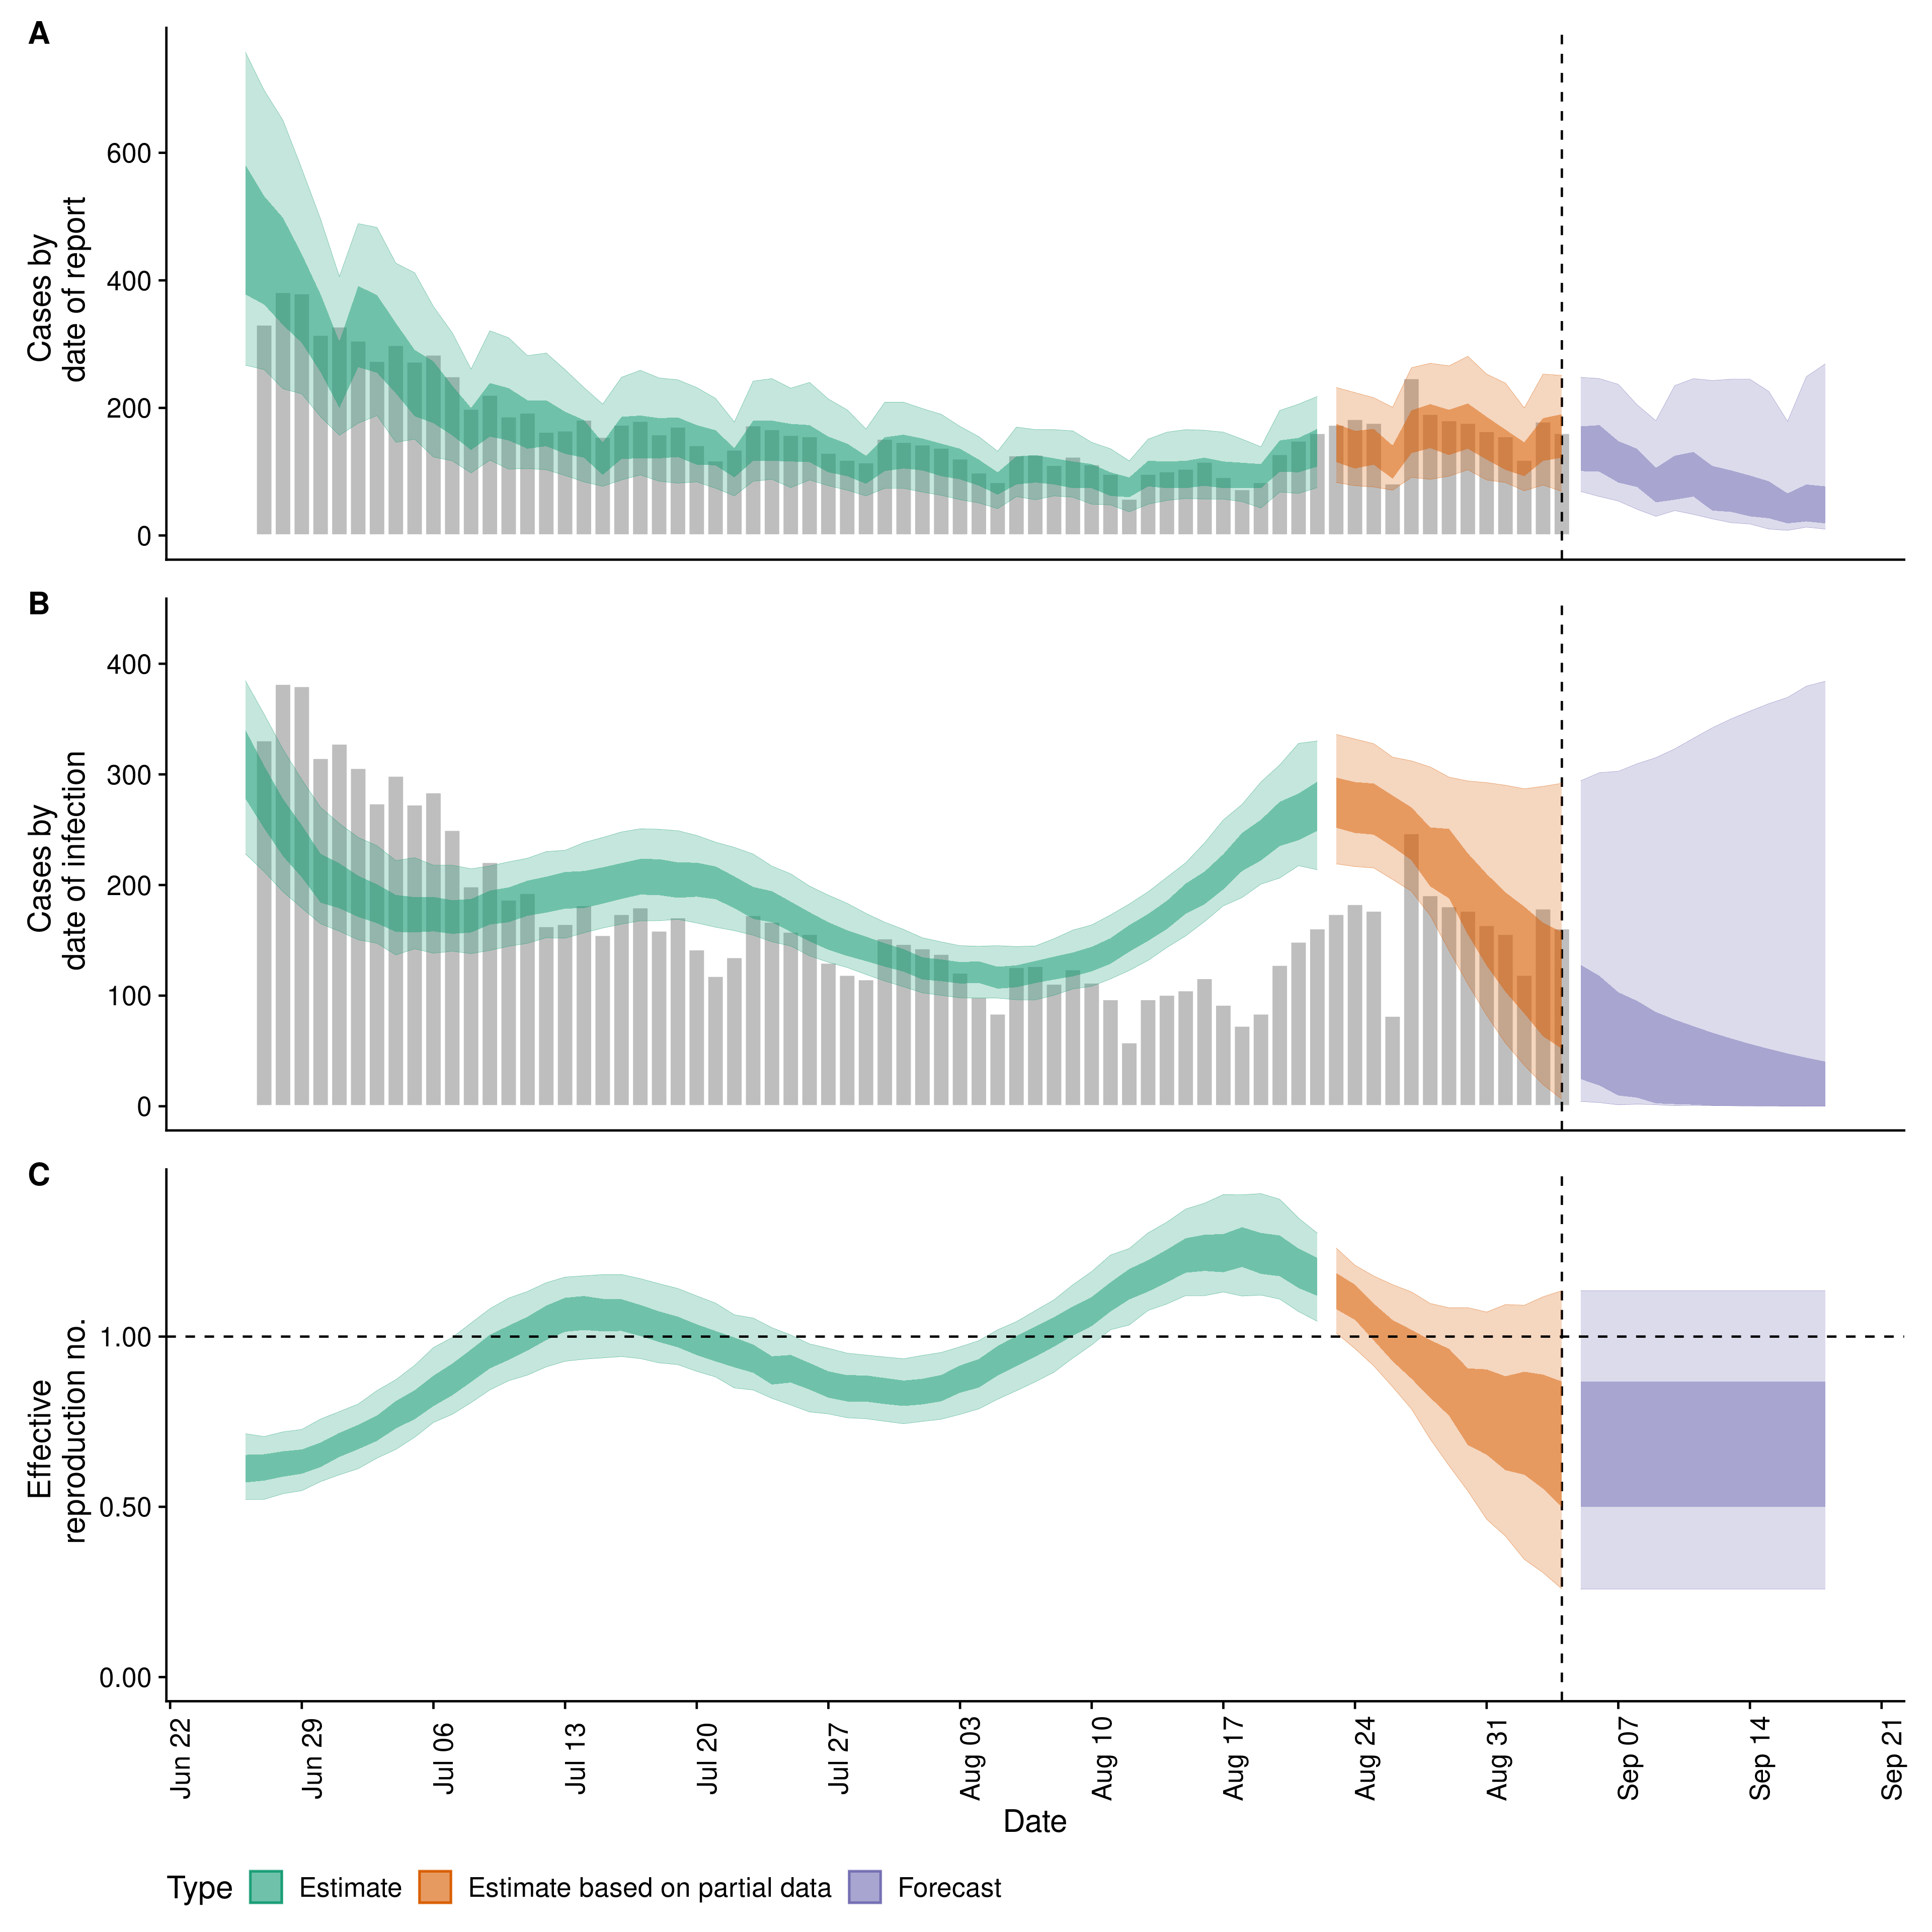 A
Cases by
date of report
600
400
200
0
B
Cases by
date of infection
400
300
200
100
0
C
Effective
reproduction no.
1.00
0.50
0.00
Jun 22
Jun 29
Jul 06
Jul 13
Jul 20
Jul 27
Aug 03
Aug 10
Aug 17
Aug 24
Aug 31
Sep 07
Sep 14
Sep 21
Date
Type Estimate Estimate based on partial data Forecast